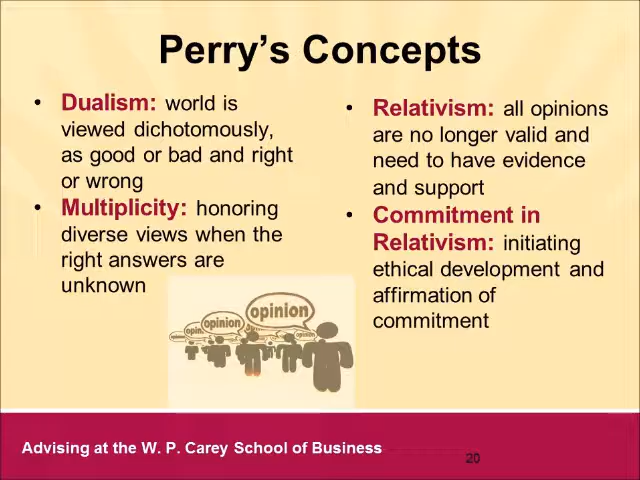 Perry's Concepts
• Dualism: world is
viewed dichotomously,
as good or bad and right
or wrong
• Multiplicity: honoring
diverse views when the
right answers are
unknown
• Relativism: all opinions
are no longer valid and
need to have evidence
and support
• Commitment in
Relativism: initiating
ethical development and
affirmation of
commitment
opinion
opinion
Advising at the W. P. Carey School of Business
20